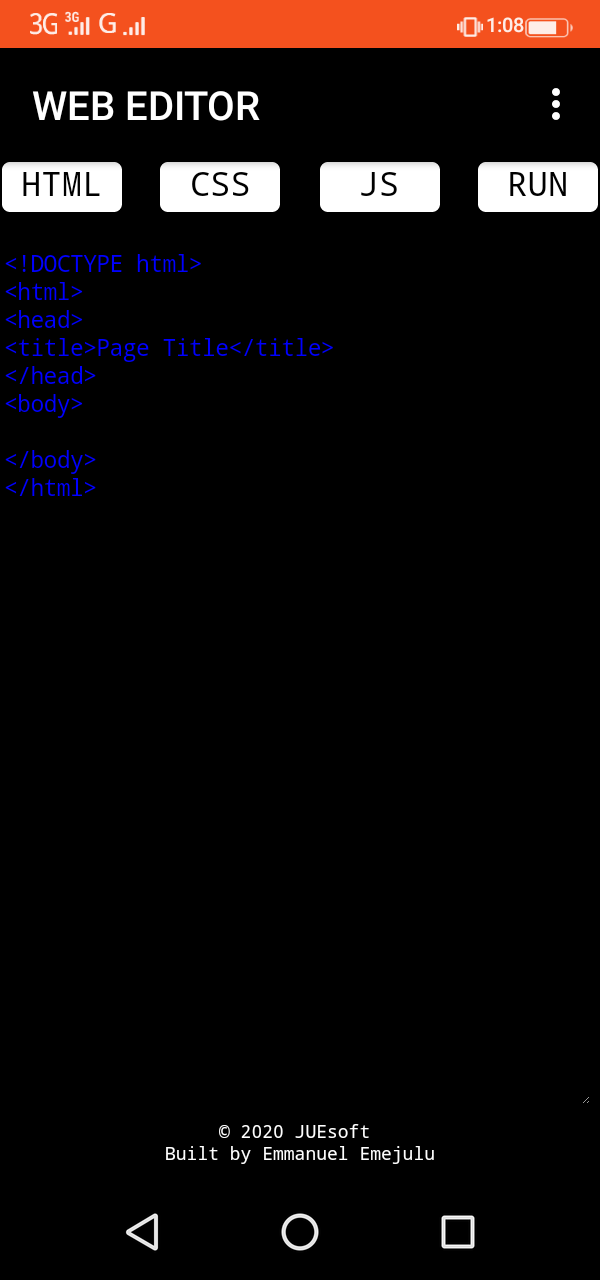 3G 3G G 1:08
WEB EDITOR
HTML CSS JS RUN
<!DOCTYPE html>
<html>
<head>
<title>Page Title</title>
</head>
<body>
</body>
</html>
© 2020 JUEsoft
Built by Emmanuel Emejulu